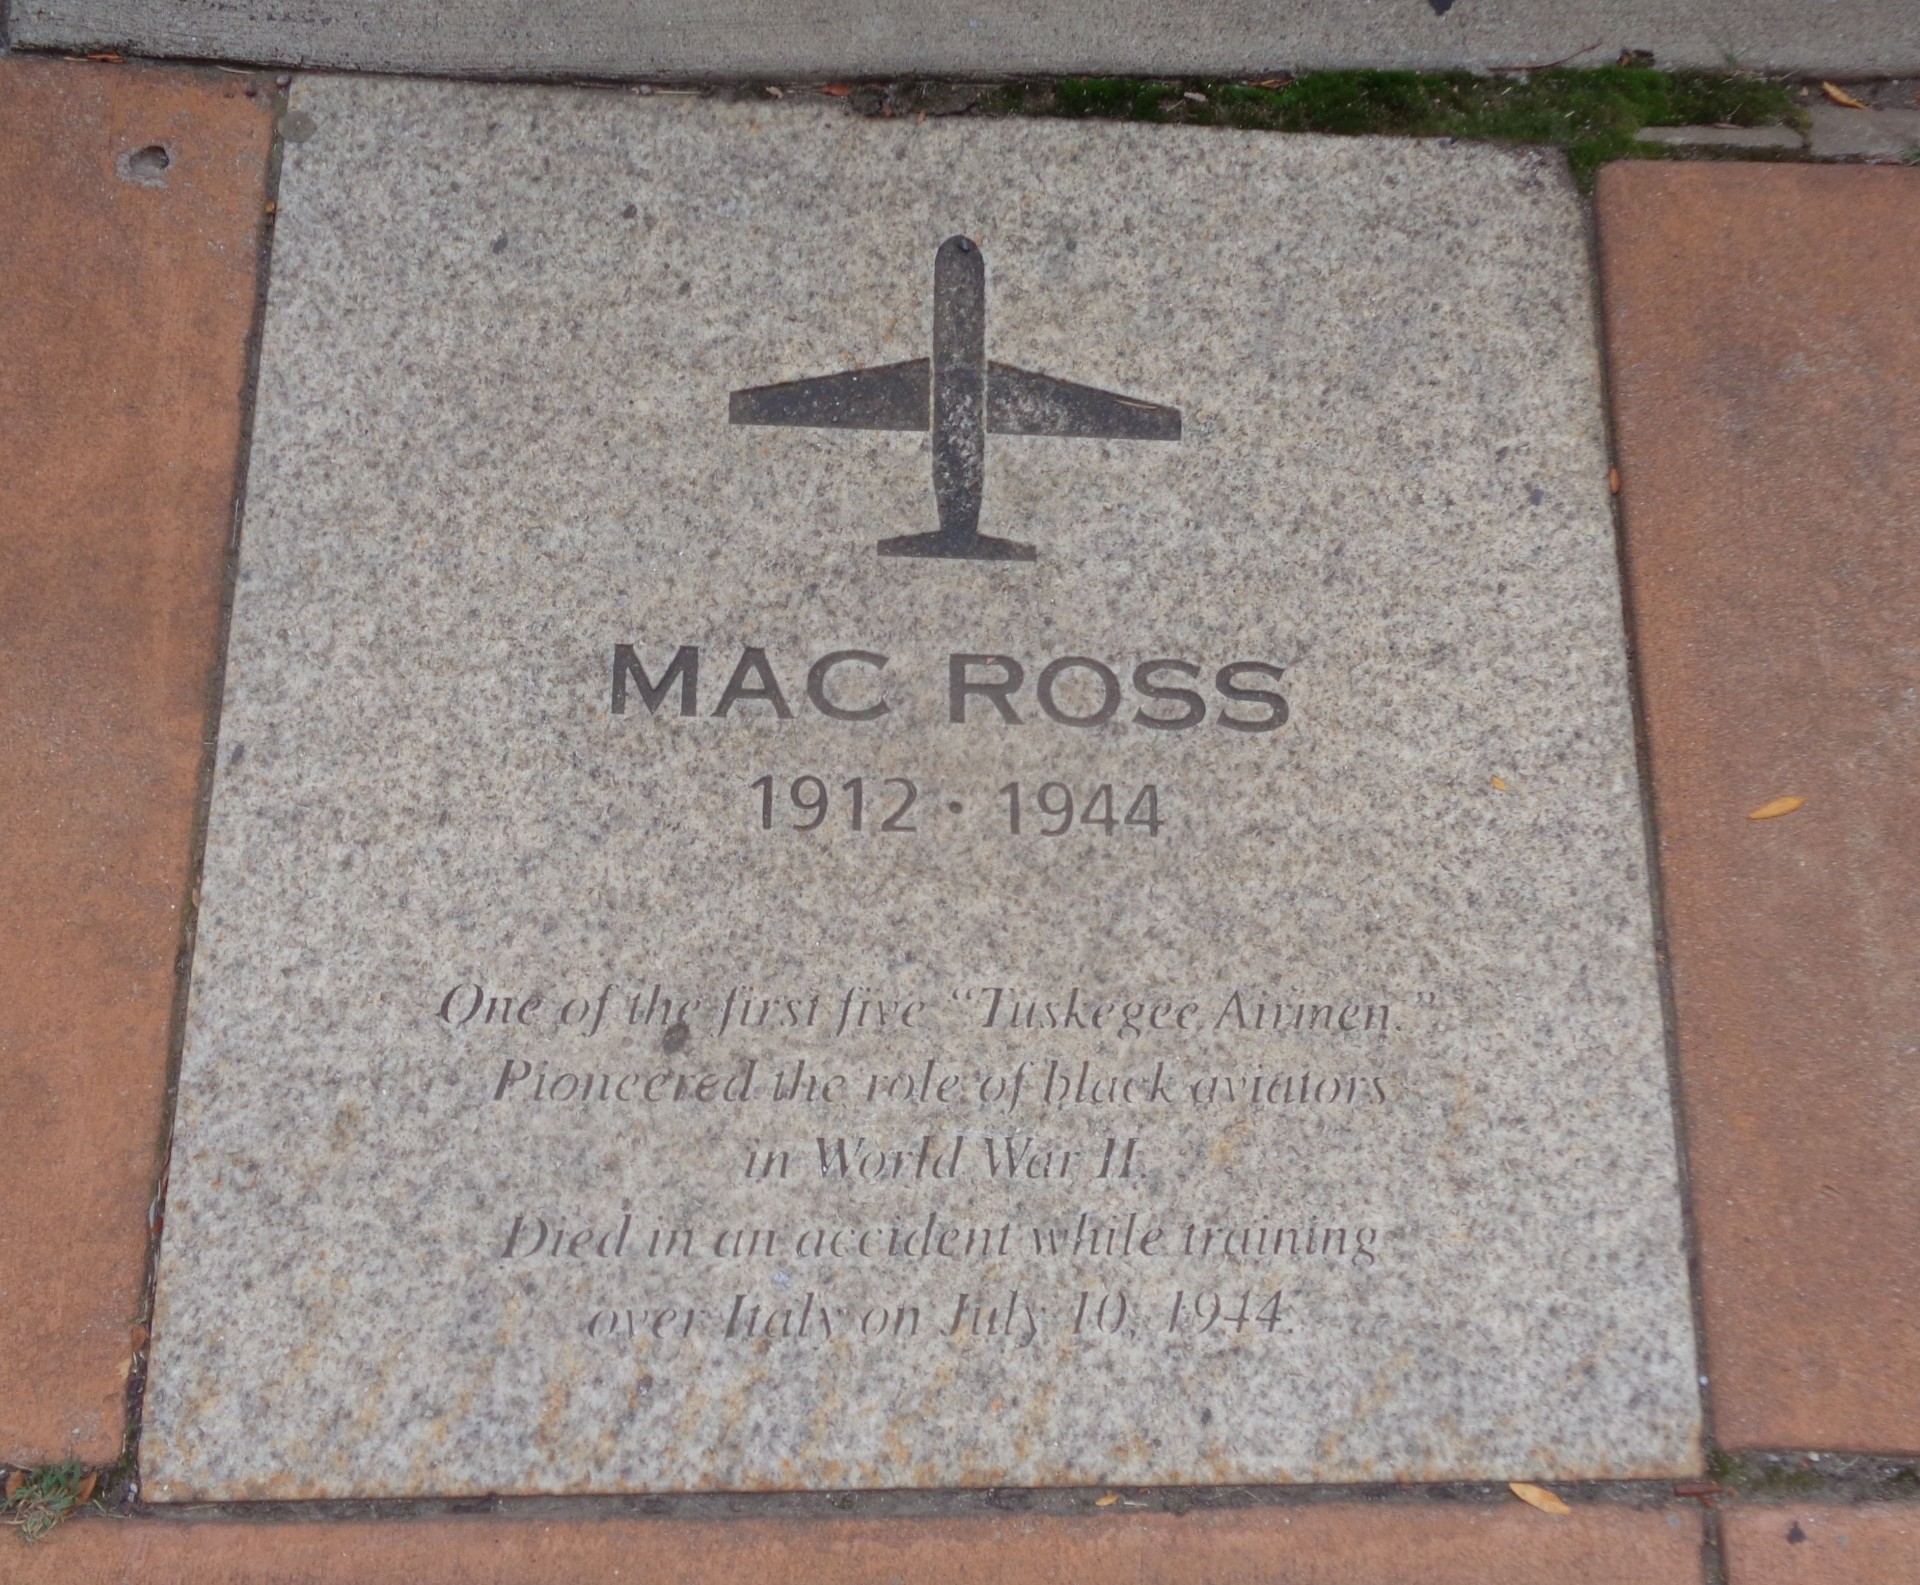 MAC ROSS
1912 · 1944
One of the first five “Tuskegee Airmen.”
Pioneered the role of black aviators
in World War II.
Died in an accident while training
over Italy on July 10, 1944.